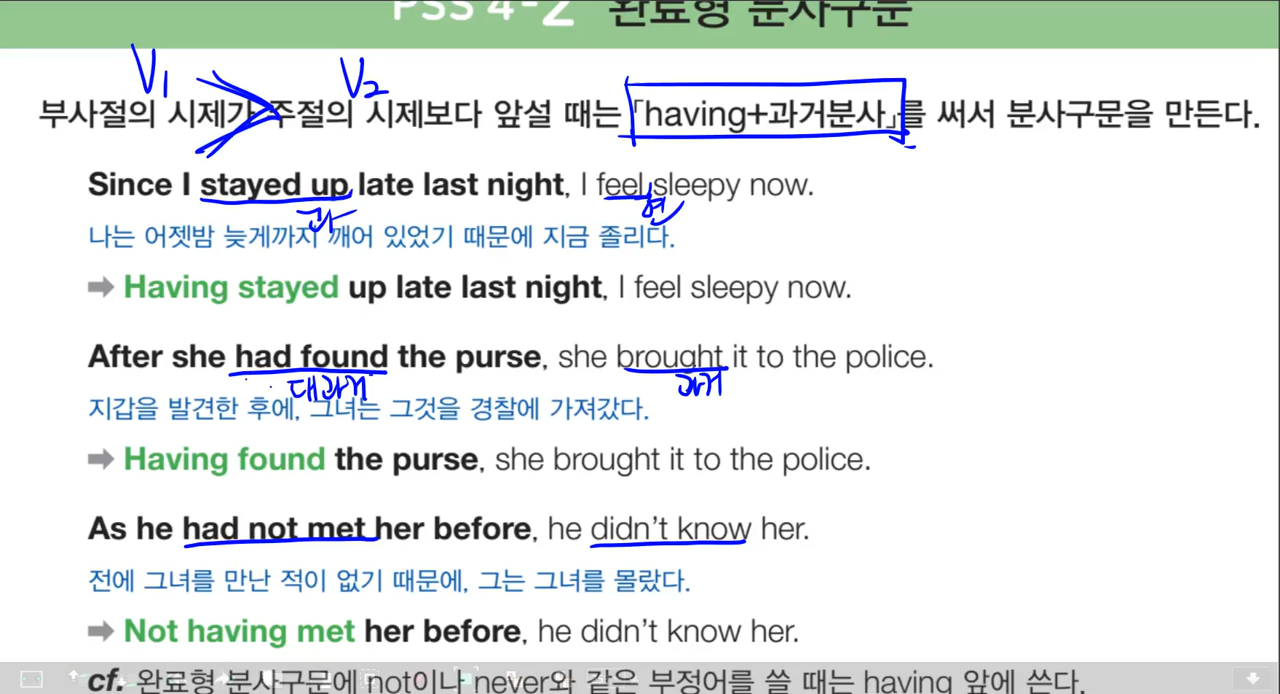 PSS 4-2 완료형 분사구문
V1 > V2
부사절의 시제가 주절의 시제보다 앞설 때는 「having+과거분사」를 써서 분사구문을 만든다.
Since I stayed up late last night, I feel sleepy now.
과 현
나는 어젯밤 늦게까지 깨어 있었기 때문에 지금 졸리다.
➡ Having stayed up late last night, I feel sleepy now.
After she had found the purse, she brought it to the police.
대과거 과거
지갑을 발견한 후에, 그녀는 그것을 경찰에 가져갔다.
➡ Having found the purse, she brought it to the police.
As he had not met her before, he didn't know her.
전에 그녀를 만난 적이 없기 때문에, 그는 그녀를 몰랐다.
➡ Not having met her before, he didn't know her.
cf. 완료형 분사구문에 not이나 never와 같은 부정어를 쓸 때는 having 앞에 쓴다.